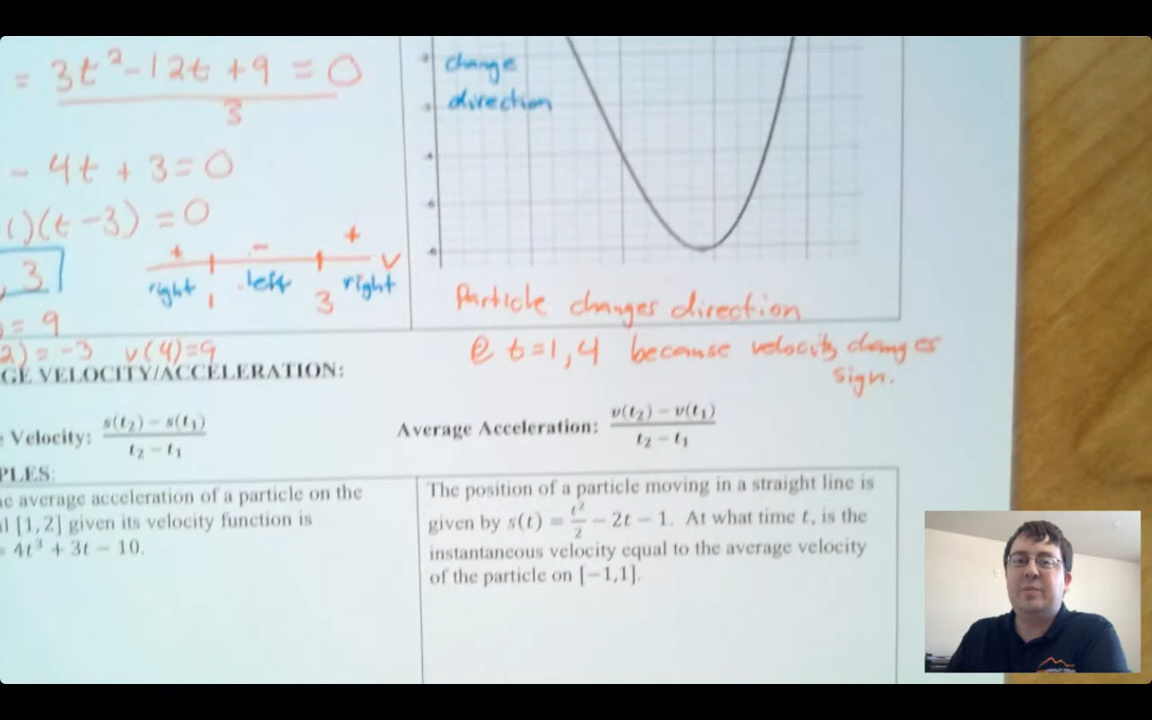 = 3t² - 12t + 9 = 0
3
- 4t + 3 = 0
1)(t - 3) = 0
, 3
+ - +
right left right v
1 3
) = 9
2) = -3 v(4) = 9
change
direction
Particle changes direction
@ t = 1, 4 because velocity changes
sign.
GE VELOCITY/ACCELERATION:
e Velocity: s(t₂) − s(t₁) / t₂ − t₁
Average Acceleration: v(t₂) − v(t₁) / t₂ − t₁
PLES:
he average acceleration of a particle on the
al [1,2] given its velocity function is
= 4t³ + 3t − 10.
The position of a particle moving in a straight line is
given by s(t) = t²/2 − 2t − 1. At what time t, is the
instantaneous velocity equal to the average velocity
of the particle on [−1,1].